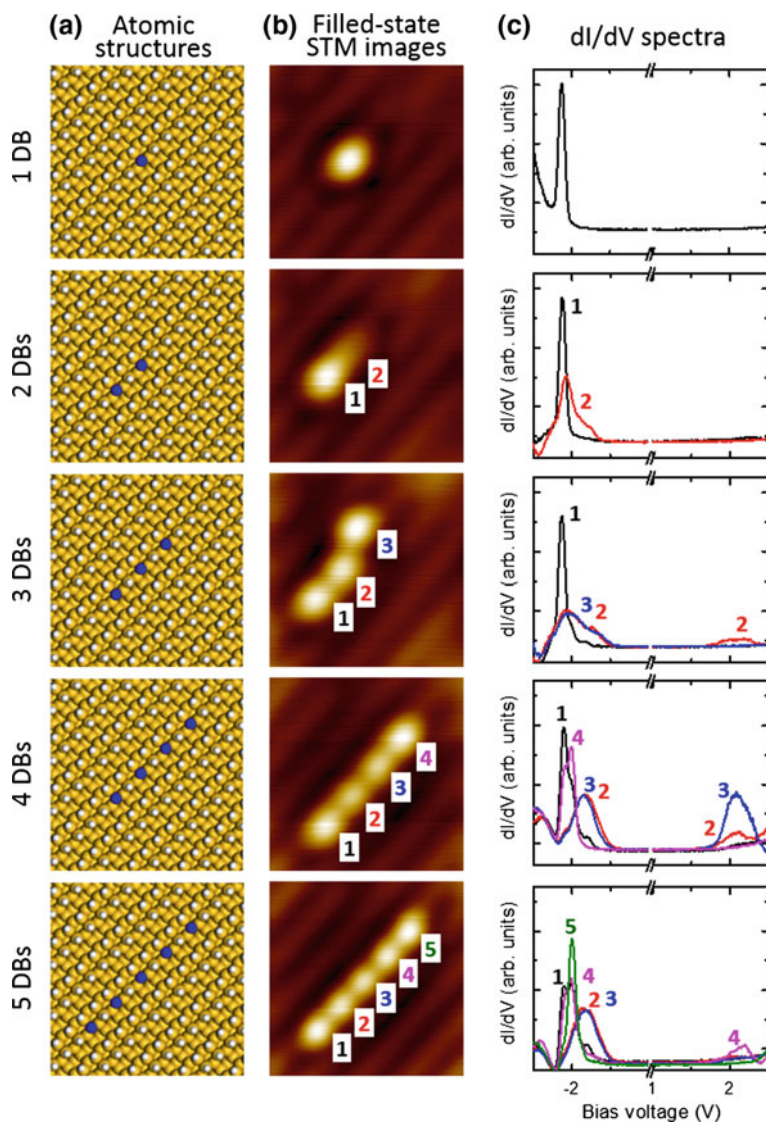 (a) Atomic structures
(b) Filled-state STM images
(c) dI/dV spectra
1 DB
dI/dV (arb. units)
2 DBs
1
2
dI/dV (arb. units)
1
2
3 DBs
1
2
3
dI/dV (arb. units)
1
3
2
2
4 DBs
1
2
3
4
dI/dV (arb. units)
1
4
3
2
2
3
5 DBs
1
2
3
4
5
dI/dV (arb. units)
5
1
4
2
3
4
-2
1
2
Bias voltage (V)